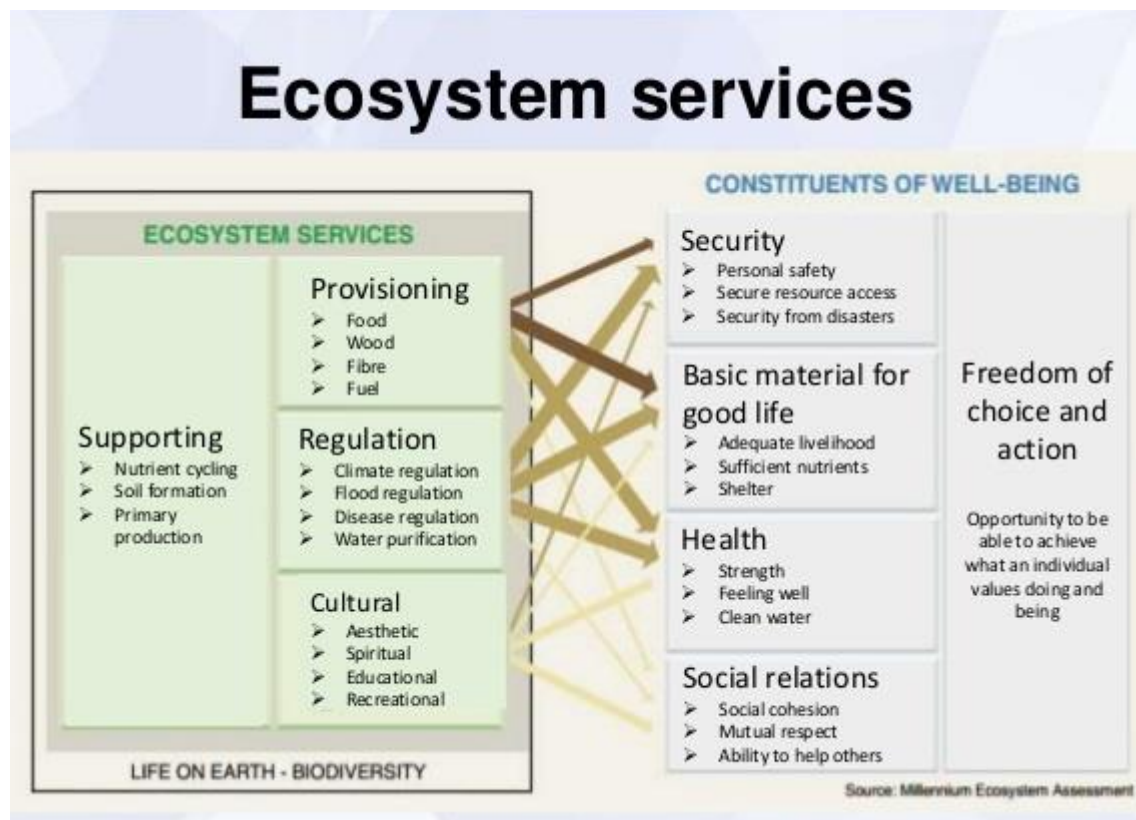 Ecosystem services
CONSTITUENTS OF WELL-BEING
ECOSYSTEM SERVICES
Supporting
➢ Nutrient cycling
➢ Soil formation
➢ Primary
production
Provisioning
➢ Food
➢ Wood
➢ Fibre
➢ Fuel
Regulation
➢ Climate regulation
➢ Flood regulation
➢ Disease regulation
➢ Water purification
Cultural
➢ Aesthetic
➢ Spiritual
➢ Educational
➢ Recreational
LIFE ON EARTH - BIODIVERSITY
Security
➢ Personal safety
➢ Secure resource access
➢ Security from disasters
Basic material for
good life
➢ Adequate livelihood
➢ Sufficient nutrients
➢ Shelter
Health
➢ Strength
➢ Feeling well
➢ Clean water
Social relations
➢ Social cohesion
➢ Mutual respect
➢ Ability to help others
Freedom of
choice and
action
Opportunity to be
able to achieve
what an individual
values doing and
being
Source: Millennium Ecosystem Assessment